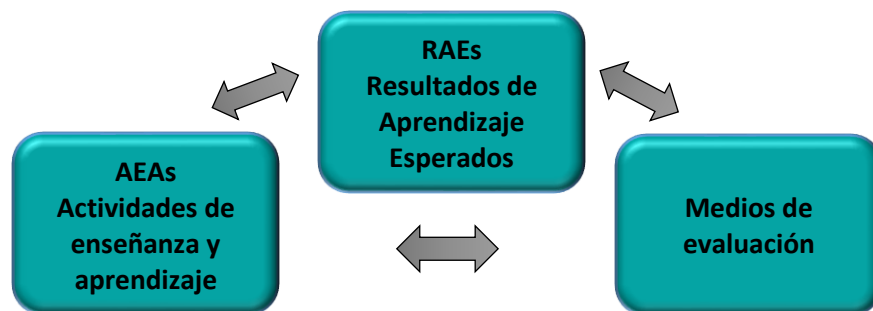 RAEs
Resultados de
Aprendizaje
Esperados
AEAs
Actividades de
enseñanza y
aprendizaje
Medios de
evaluación